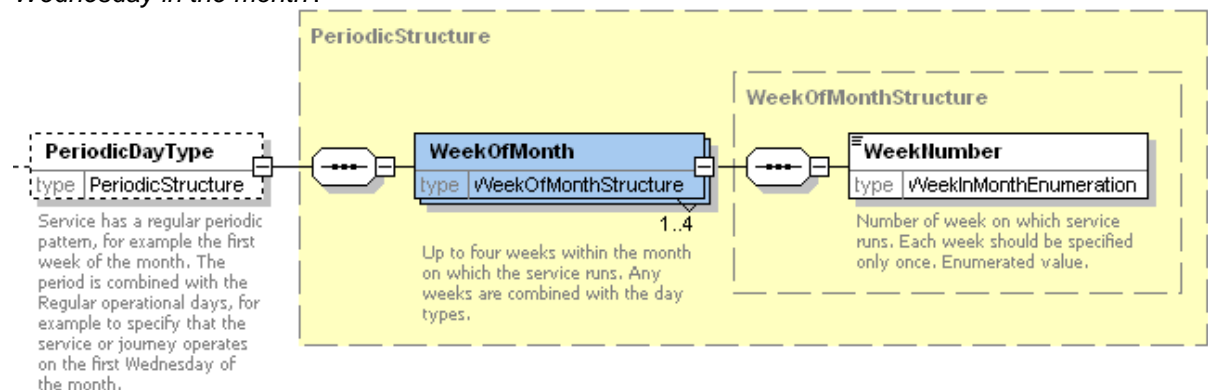 Wednesday in the month'.
PeriodicStructure
WeekOfMonthStructure
PeriodicDayType
type PeriodicStructure
WeekOfMonth
type WeekOfMonthStructure
1..4
WeekNumber
type WeekInMonthEnumeration
Service has a regular periodic
pattern, for example the first
week of the month. The
period is combined with the
Regular operational days, for
example to specify that the
service or journey operates
on the first Wednesday of
the month.
Up to four weeks within the month
on which the service runs. Any
weeks are combined with the day
types.
Number of week on which service
runs. Each week should be specified
only once. Enumerated value.